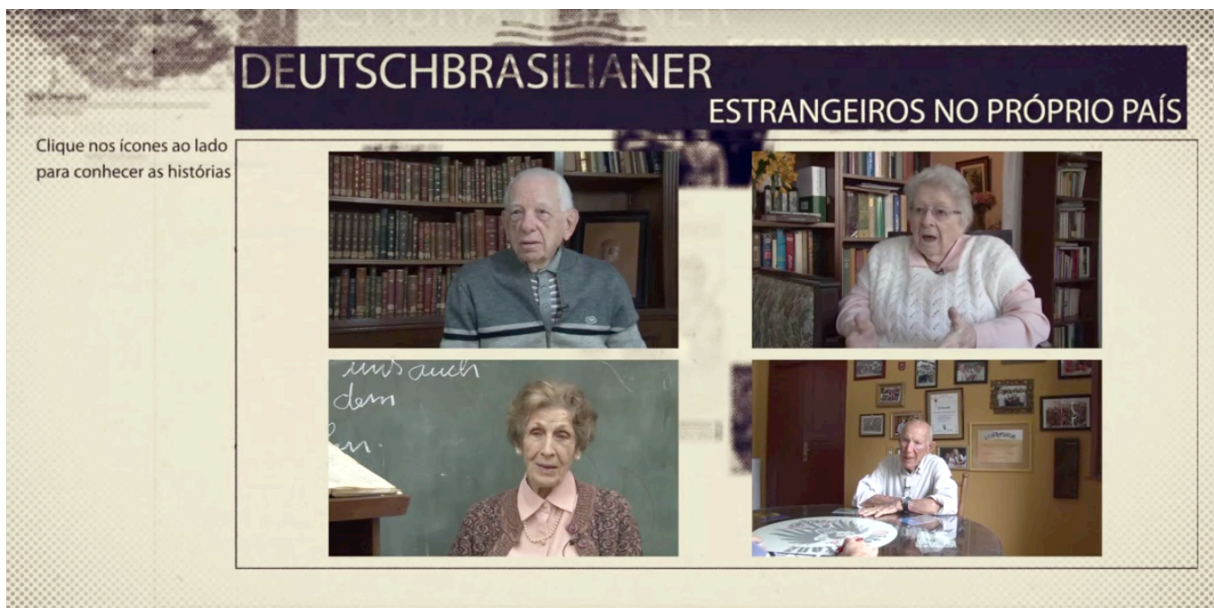 DEUTSCHBRASILIANER
ESTRANGEIROS NO PRÓPRIO PAÍS
Clique nos ícones ao lado
para conhecer as histórias
uns auch
dem